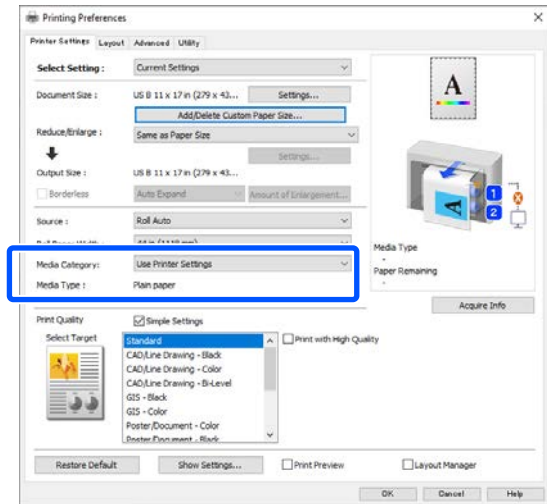 Printing Preferences
Printer Settings Layout Advanced Utility
Select Setting : Current Settings
Document Size : US B 11 x 17 in (279 x 43... Settings...
Add/Delete Custom Paper Size...
Reduce/Enlarge : Same as Paper Size
Settings...
Output Size : US B 11 x 17 in (279 x 43...
Borderless Auto Expand Amount of Enlargement...
Source : Roll Auto
Media Category: Use Printer Settings
Media Type : Plain paper
Print Quality Simple Settings
Select Target
Standard
CAD/Line Drawing - Black
CAD/Line Drawing - Color
CAD/Line Drawing - Bi-Level
GIS - Black
GIS - Color
Poster/Document - Color
Poster/Document - Black
Print with High Quality
A
A
1
2
Media Type
-
Paper Remaining
-
Acquire Info
Restore Default Show Settings... Print Preview Layout Manager
OK Cancel Help